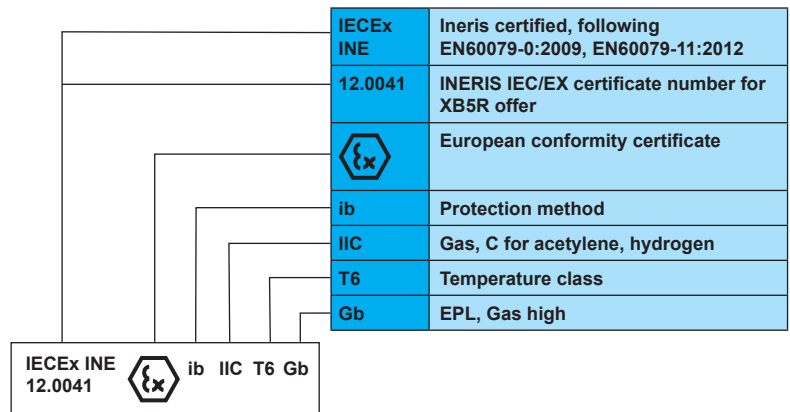 IECEx INE
Ineris certified, following EN60079-0:2009, EN60079-11:2012
12.0041
INERIS IEC/EX certificate number for XB5R offer
Ex
European conformity certificate
ib
Protection method
IIC
Gas, C for acetylene, hydrogen
T6
Temperature class
Gb
EPL, Gas high
IECEx INE
12.0041
Ex
ib IIC T6 Gb